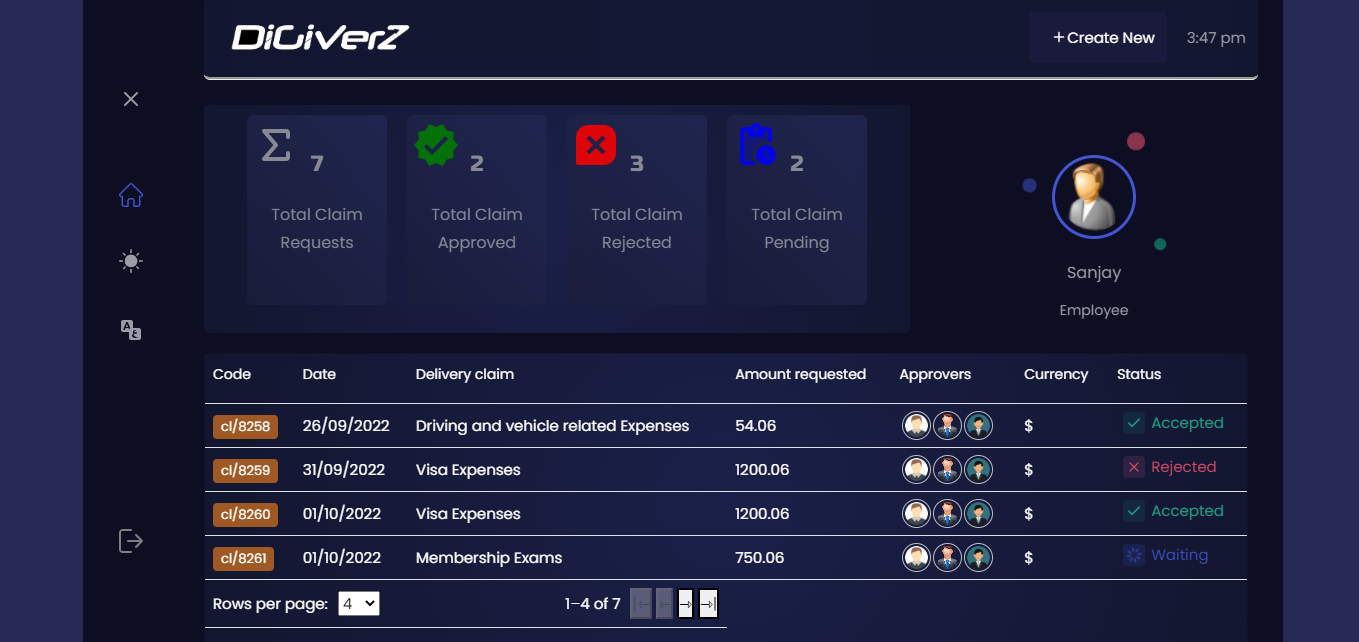 DiGiverZ
+ Create New
3:47 pm
7
2
3
2
Total Claim
Requests
Total Claim
Approved
Total Claim
Rejected
Total Claim
Pending
Sanjay
Employee
Code Date Delivery claim Amount requested Approvers Currency Status
cl/8258 26/09/2022 Driving and vehicle related Expenses 54.06 $ Accepted
cl/8259 31/09/2022 Visa Expenses 1200.06 $ Rejected
cl/8260 01/10/2022 Visa Expenses 1200.06 $ Accepted
cl/8261 01/10/2022 Membership Exams 750.06 $ Waiting
Rows per page: 4 1–4 of 7